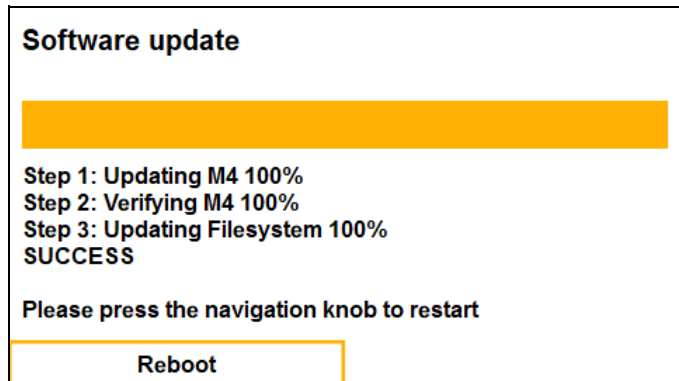 Software update
Step 1: Updating M4 100%
Step 2: Verifying M4 100%
Step 3: Updating Filesystem 100%
SUCCESS
Please press the navigation knob to restart
Reboot